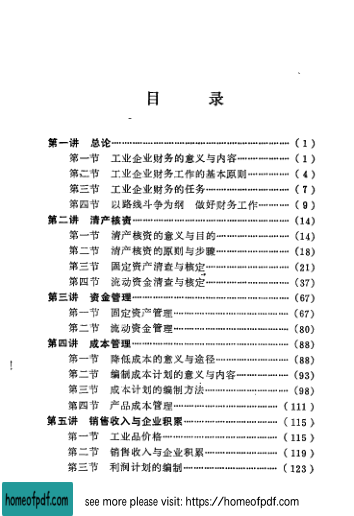 目 录
第一讲 总论……………………………………(1)
第一节 工业企业财务的意义与内容…………(1)
第二节 工业企业财务工作的基本原则………(4)
第三节 工业企业财务的任务…………………(7)
第四节 以路线斗争为纲 做好财务工作……(9)
第二讲 清产核资………………………………(14)
第一节 清产核资的意义与目的………………(14)
第二节 清产核资的原则与步骤………………(18)
第三节 固定资产清查与核定…………………(21)
第四节 流动资金清查与核定…………………(37)
第三讲 资金管理………………………………(67)
第一节 固定资产管理…………………………(67)
第二节 流动资金管理…………………………(80)
第四讲 成本管理………………………………(88)
第一节 降低成本的意义与途径………………(88)
第二节 编制成本计划的意义与内容…………(93)
第三节 成本计划的编制方法…………………(98)
第四节 产品成本管理…………………………(111)
第五讲 销售收入与企业积累…………………(115)
第一节 工业品价格……………………………(115)
第二节 销售收入与企业积累…………………(119)
第三节 利润计划的编制………………………(123)
homeofpdf.com see more please visit: https://homeofpdf.com